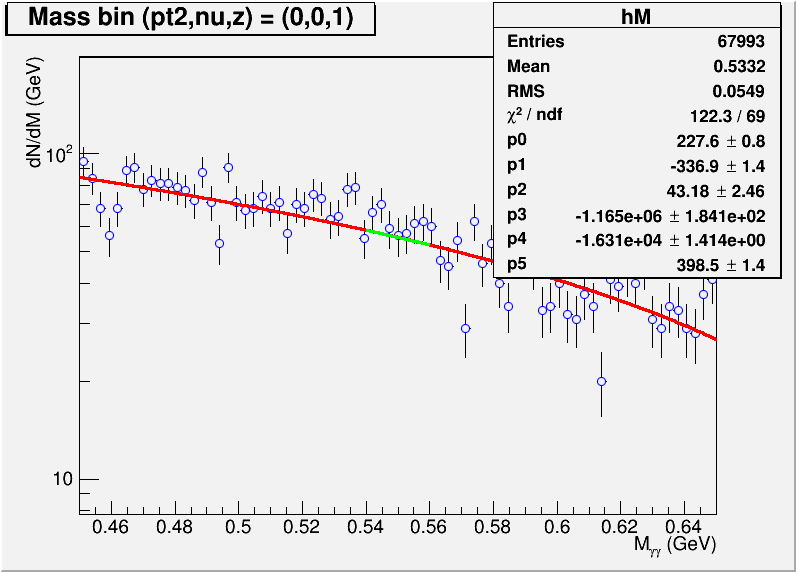 Mass bin (pt2,nu,z) = (0,0,1)
hM
Entries 67993
Mean 0.5332
RMS 0.0549
χ² / ndf 122.3 / 69
p0 227.6 ± 0.8
p1 -336.9 ± 1.4
p2 43.18 ± 2.46
p3 -1.165e+06 ± 1.841e+02
p4 -1.631e+04 ± 1.414e+00
p5 398.5 ± 1.4
dN/dM (GeV)
10²
10
0.46 0.48 0.5 0.52 0.54 0.56 0.58 0.6 0.62 0.64
Mγγ (GeV)